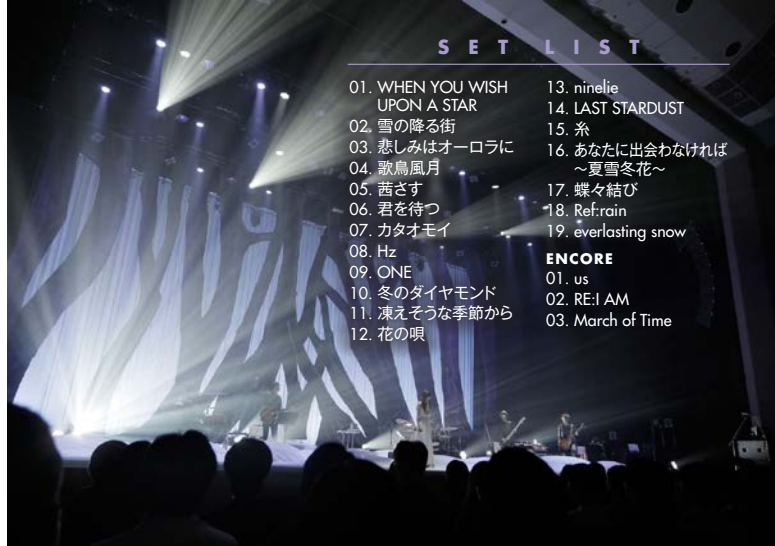 SET LIST
01. WHEN YOU WISH
UPON A STAR
02. 雪の降る街
03. 悲しみはオーロラに
04. 歌鳥風月
05. 茜さす
06. 君を待つ
07. カタオモイ
08. Hz
09. ONE
10. 冬のダイヤモンド
11. 凍えそうな季節から
12. 花の唄
13. ninelie
14. LAST STARDUST
15. 糸
16. あなたに出会わなければ
～夏雪冬花～
17. 蝶々結び
18. Ref:rain
19. everlasting snow
ENCORE
01. us
02. RE:I AM
03. March of Time